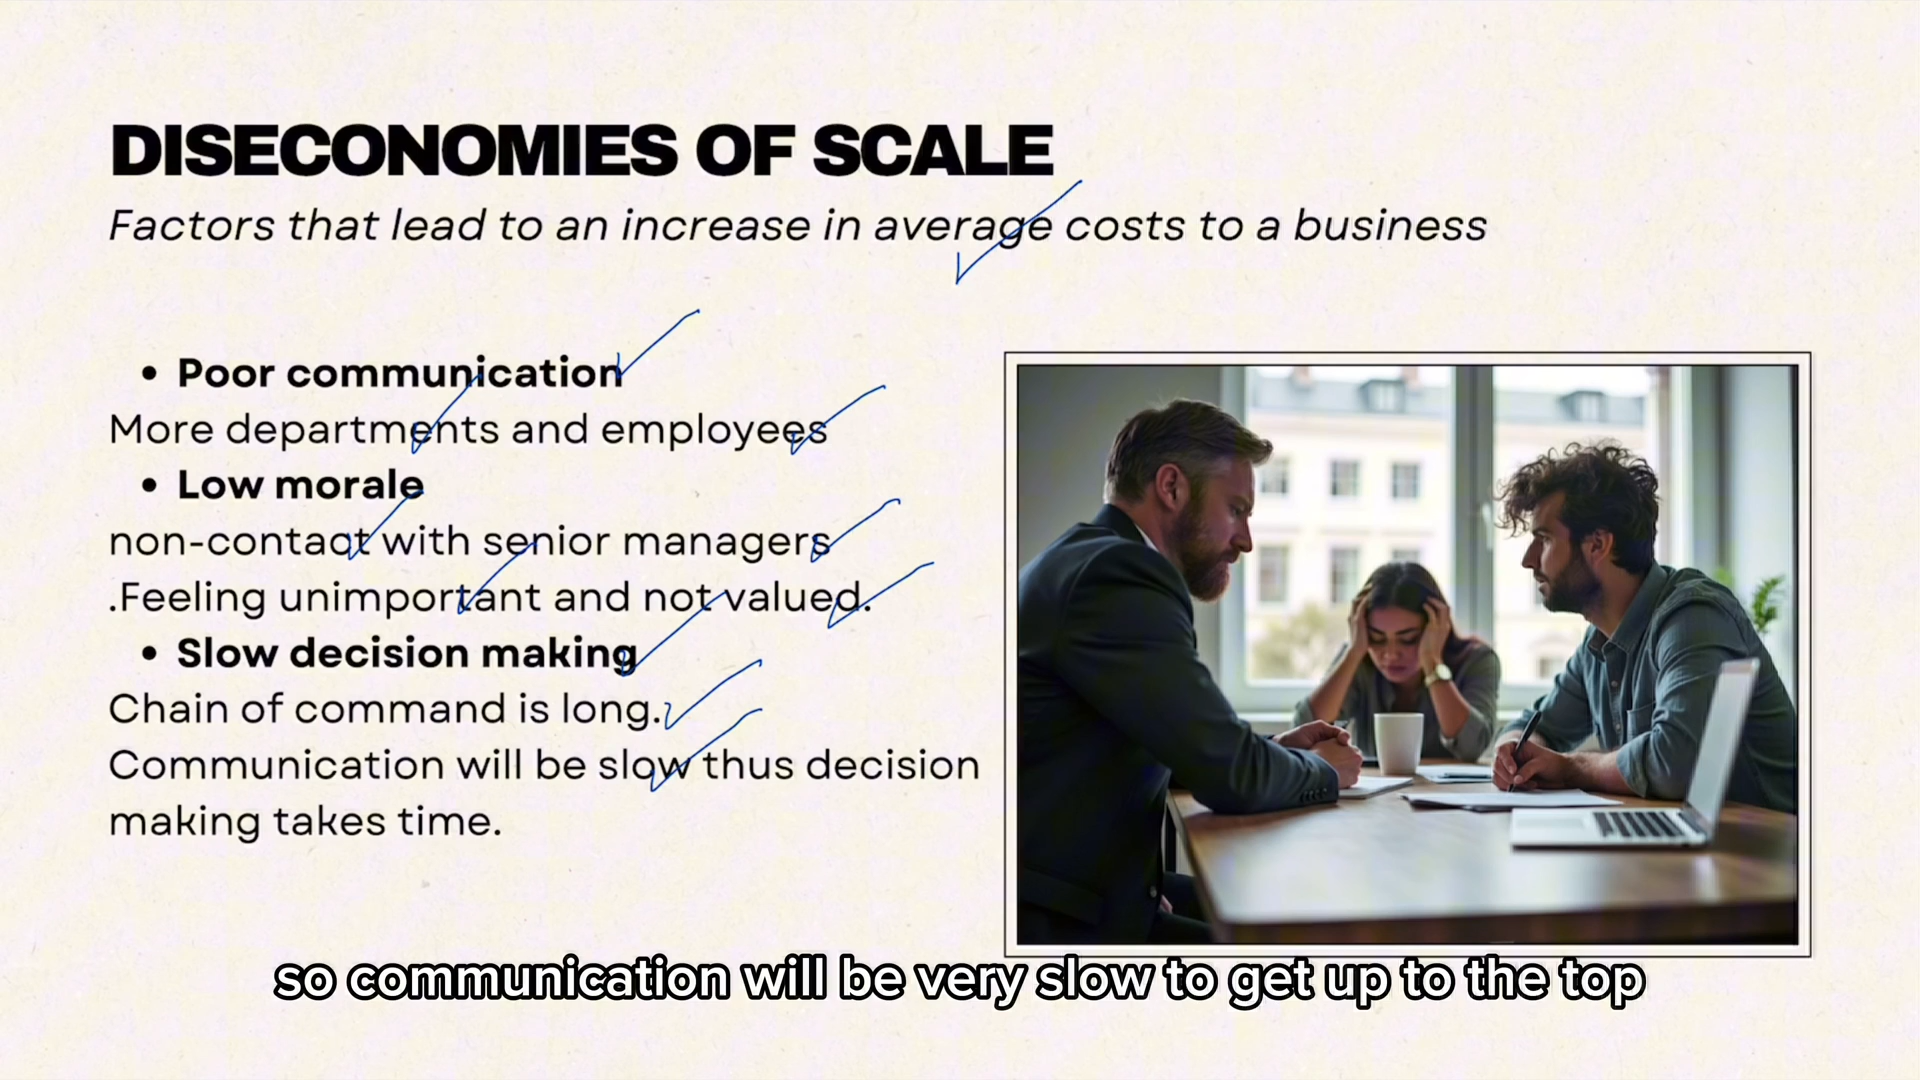 DISECONOMIES OF SCALE
Factors that lead to an increase in average costs to a business
• Poor communication
More departments and employees
• Low morale
non-contact with senior managers
.Feeling unimportant and not valued.
• Slow decision making
Chain of command is long.
Communication will be slow thus decision
making takes time.
so communication will be very slow to get up to the top